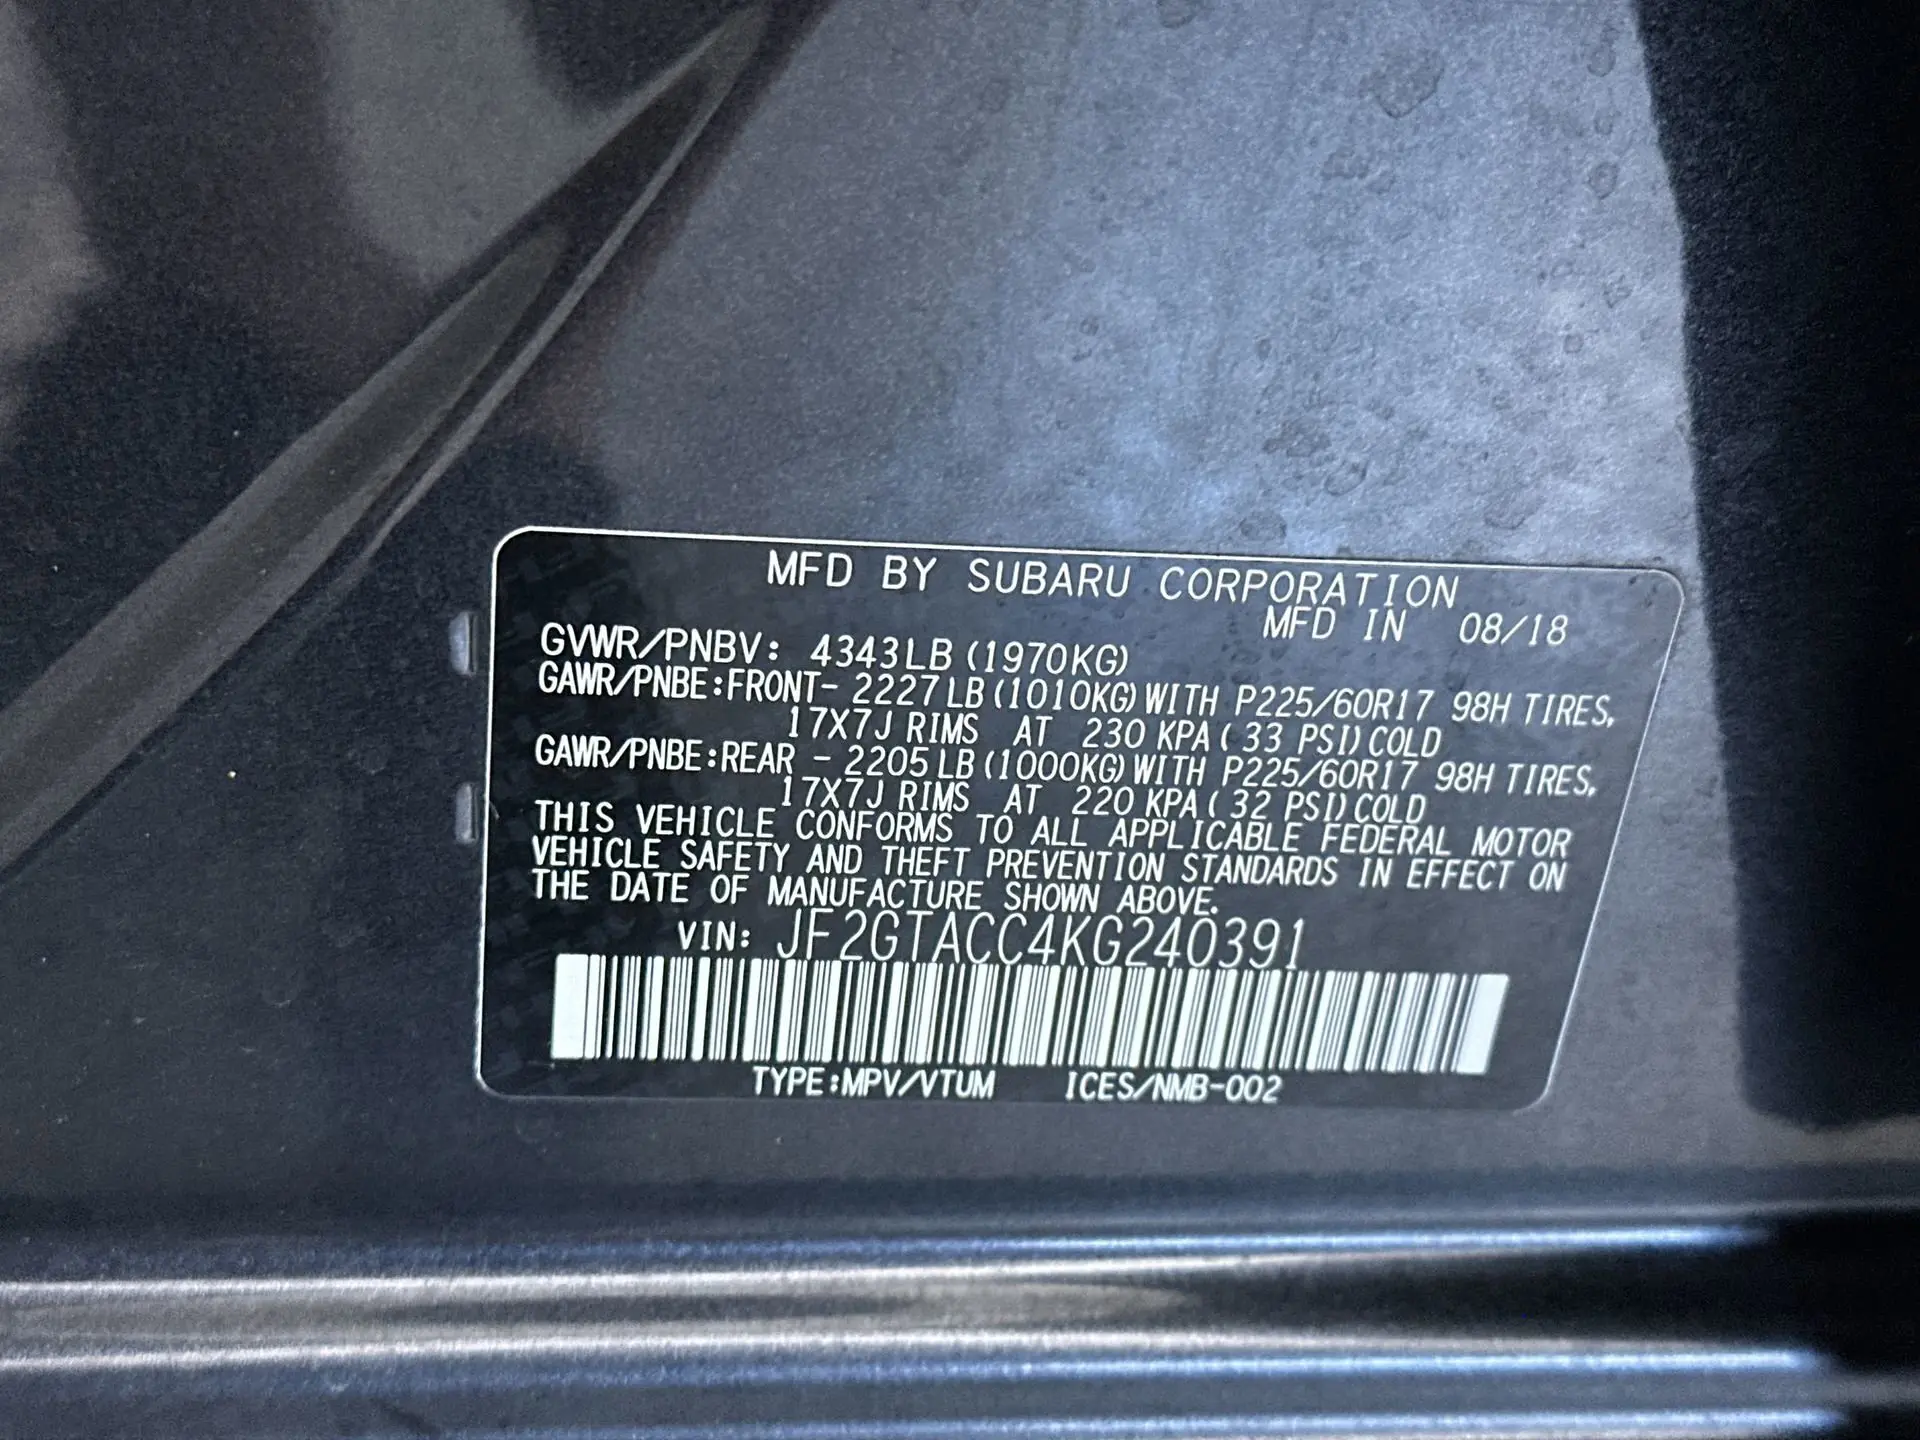 MFD BY SUBARU CORPORATION
MFD IN 08/18
GVWR/PNBV: 4343LB (1970KG)
GAWR/PNBE:FRONT- 2227LB (1010KG) WITH P225/60R17 98H TIRES,
17X7J RIMS AT 230 KPA ( 33 PSI) COLD
GAWR/PNBE:REAR - 2205LB (1000KG) WITH P225/60R17 98H TIRES,
17X7J RIMS AT 220 KPA ( 32 PSI) COLD
THIS VEHICLE CONFORMS TO ALL APPLICABLE FEDERAL MOTOR
VEHICLE SAFETY AND THEFT PREVENTION STANDARDS IN EFFECT ON
THE DATE OF MANUFACTURE SHOWN ABOVE.
VIN: JF2GTACC4KG240391
TYPE:MPV/VTUM ICES/NMB-002